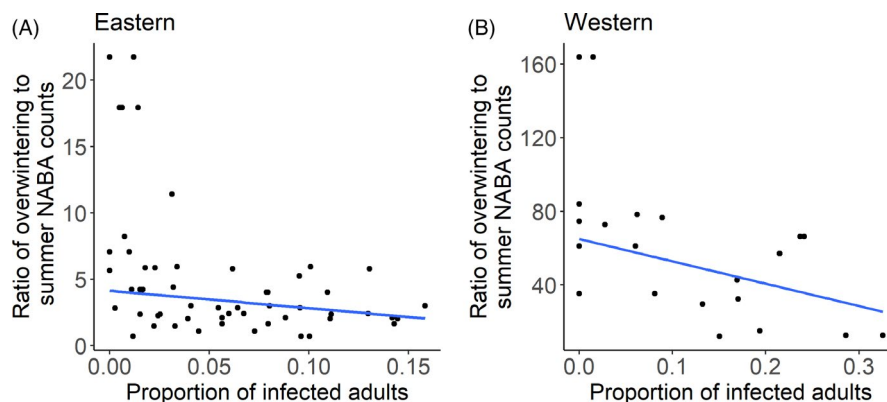 (A) Eastern
Ratio of overwintering to
summer NABA counts
20
15
10
5
0
0.00 0.05 0.10 0.15
Proportion of infected adults
(B) Western
Ratio of overwintering to
summer NABA counts
160
120
80
40
0.0 0.1 0.2 0.3
Proportion of infected adults